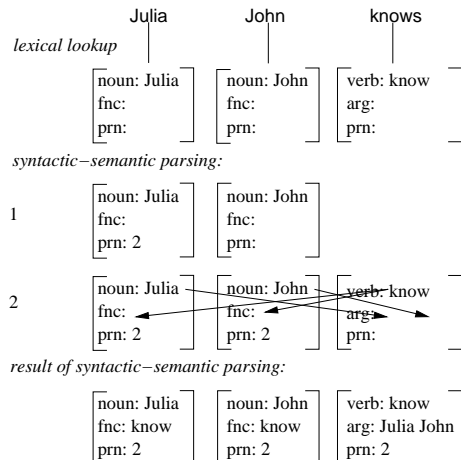 Julia John knows
lexical lookup
noun: Julia noun: John verb: know
fnc: fnc: arg:
prn: prn: prn:
syntactic−semantic parsing:
noun: Julia noun: John
1 fnc: fnc:
prn: 2 prn:
noun: Julia noun: John verb: know
2 fnc: fnc: arg:
prn: 2 prn: 2 prn:
result of syntactic−semantic parsing:
noun: Julia noun: John verb: know
fnc: know fnc: know arg: Julia John
prn: 2 prn: 2 prn: 2